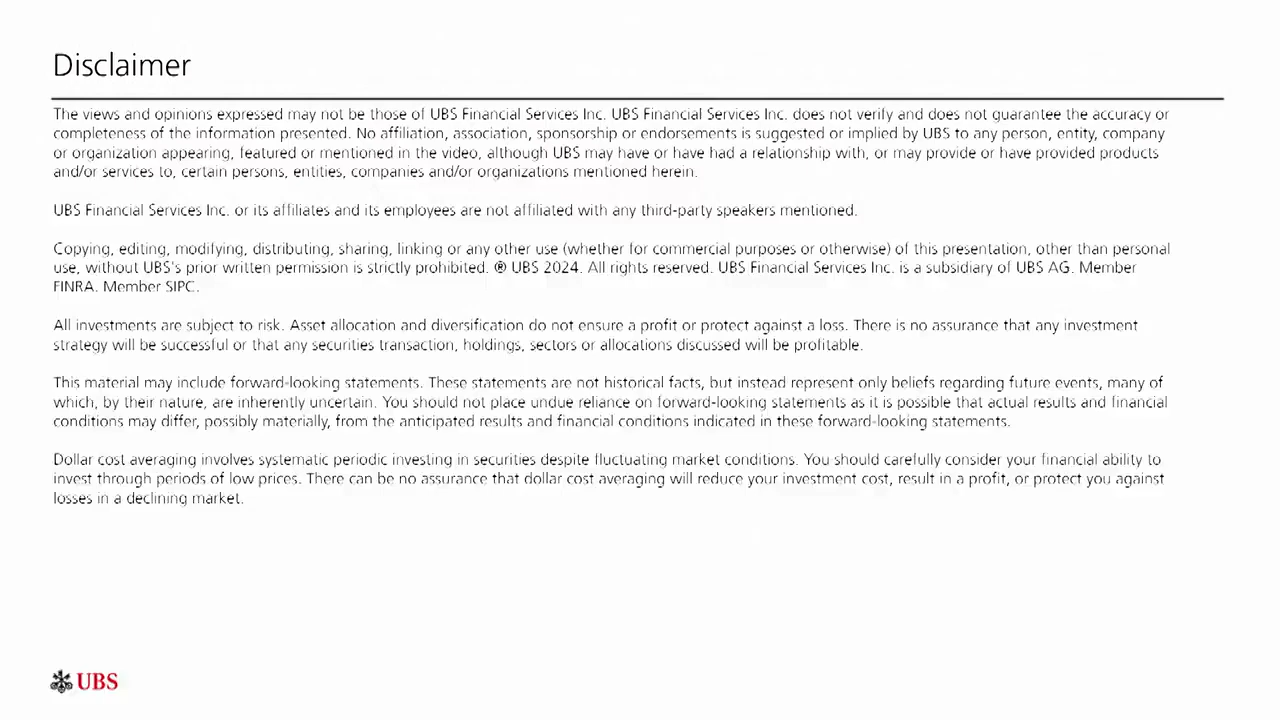 Disclaimer
The views and opinions expressed may not be those of UBS Financial Services Inc. UBS Financial Services Inc. does not verify and does not guarantee the accuracy or
completeness of the information presented. No affiliation, association, sponsorship or endorsements is suggested or implied by UBS to any person, entity, company
or organization appearing, featured or mentioned in the video, although UBS may have or have had a relationship with, or may provide or have provided products
and/or services to, certain persons, entities, companies and/or organizations mentioned herein.
UBS Financial Services Inc. or its affiliates and its employees are not affiliated with any third-party speakers mentioned.
Copying, editing, modifying, distributing, sharing, linking or any other use (whether for commercial purposes or otherwise) of this presentation, other than personal
use, without UBS's prior written permission is strictly prohibited. ® UBS 2024. All rights reserved. UBS Financial Services Inc. is a subsidiary of UBS AG. Member
FINRA. Member SIPC.
All investments are subject to risk. Asset allocation and diversification do not ensure a profit or protect against a loss. There is no assurance that any investment
strategy will be successful or that any securities transaction, holdings, sectors or allocations discussed will be profitable.
This material may include forward-looking statements. These statements are not historical facts, but instead represent only beliefs regarding future events, many of
which, by their nature, are inherently uncertain. You should not place undue reliance on forward-looking statements as it is possible that actual results and financial
conditions may differ, possibly materially, from the anticipated results and financial conditions indicated in these forward-looking statements.
Dollar cost averaging involves systematic periodic investing in securities despite fluctuating market conditions. You should carefully consider your financial ability to
invest through periods of low prices. There can be no assurance that dollar cost averaging will reduce your investment cost, result in a profit, or protect you against
losses in a declining market.
UBS